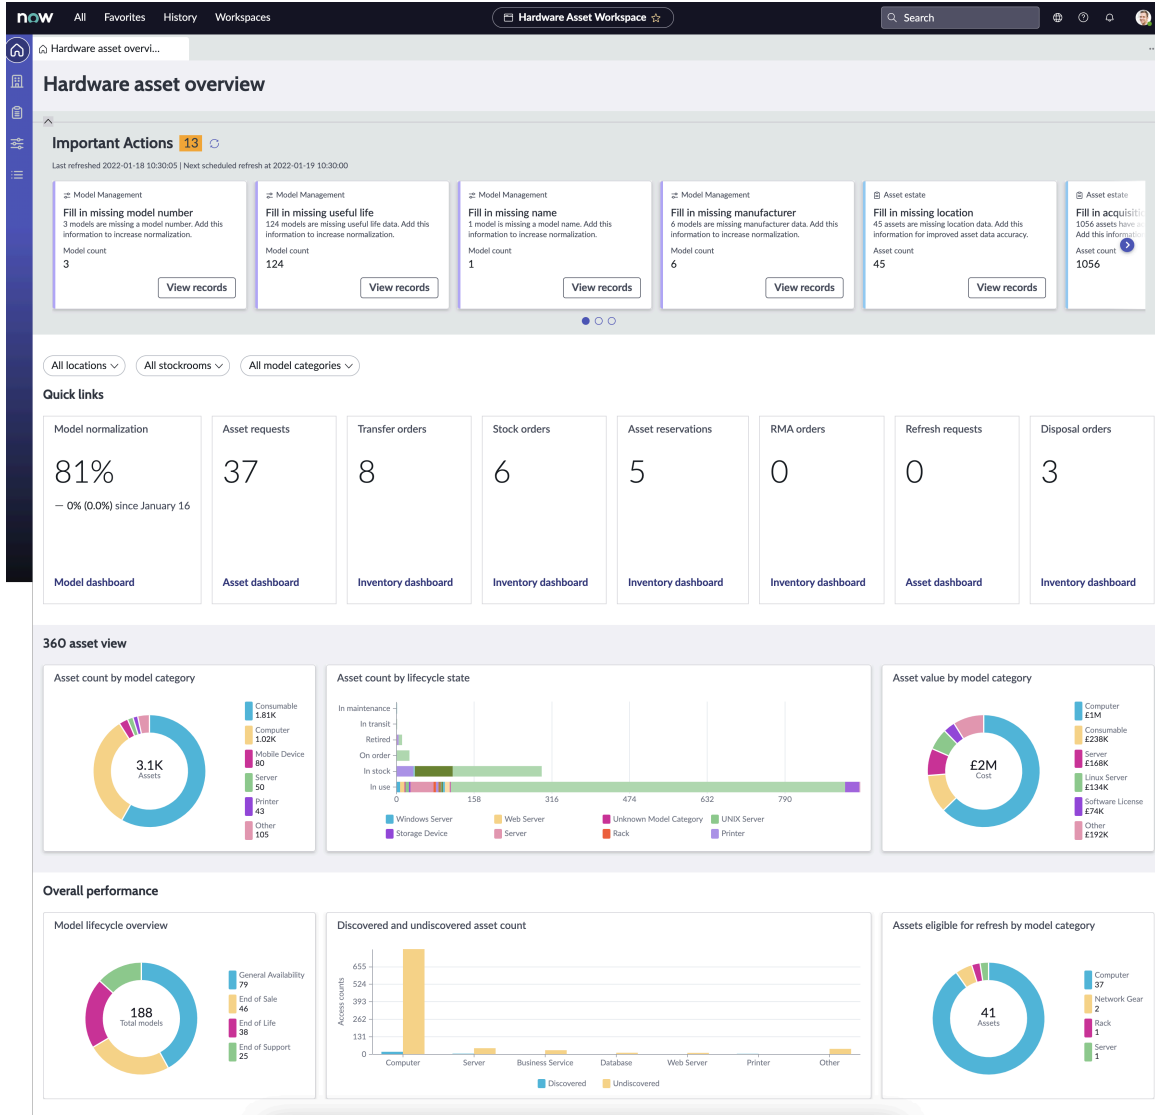 now All Favorites History Workspaces Hardware Asset Workspace Search
Hardware asset overvi...
Hardware asset overview
Important Actions 13
Last refreshed 2022-01-18 10:30:05 | Next scheduled refresh at 2022-01-19 10:30:00
Model Management
Fill in missing model number
3 models are missing a model number. Add this
information to increase normalization.
Model count
3
View records
Model Management
Fill in missing useful life
124 models are missing useful life data. Add this
information to increase normalization.
Model count
124
View records
Model Management
Fill in missing name
1 model is missing a model name. Add this
information to increase normalization.
Model count
1
View records
Model Management
Fill in missing manufacturer
6 models are missing manufacturer data. Add this
information to increase normalization.
Model count
6
View records
Asset estate
Fill in missing location
45 assets are missing location data. Add this
information for improved asset data accuracy.
Asset count
45
View records
Asset estate
Fill in acquisitio
1056 assets have
Add this information
Asset count
1056
All locations All stockrooms All model categories
Quick links
Model normalization
81%
— 0% (0.0%) since January 16
Model dashboard
Asset requests
37
Asset dashboard
Transfer orders
8
Inventory dashboard
Stock orders
6
Inventory dashboard
Asset reservations
5
Inventory dashboard
RMA orders
0
Inventory dashboard
Refresh requests
0
Asset dashboard
Disposal orders
3
Inventory dashboard
360 asset view
Asset count by model category
3.1K
Assets
Consumable
1.81K
Computer
1.02K
Mobile Device
80
Server
50
Printer
43
Other
105
Asset count by lifecycle state
In maintenance
In transit
Retired
On order
In stock
In use
0 158 316 474 632 790
Windows Server Web Server Unknown Model Category UNIX Server
Storage Device Server Rack Printer
Asset value by model category
£2M
Cost
Computer
£1M
Consumable
£238K
Server
£168K
Linux Server
£134K
Software License
£74K
Other
£192K
Overall performance
Model lifecycle overview
188
Total models
General Availability
79
End of Sale
46
End of Life
38
End of Support
25
Discovered and undiscovered asset count
Access counts
655
524
393
262
131
0
Computer Server Business Service Database Web Server Printer Other
Discovered Undiscovered
Assets eligible for refresh by model category
41
Assets
Computer
37
Network Gear
2
Rack
1
Server
1